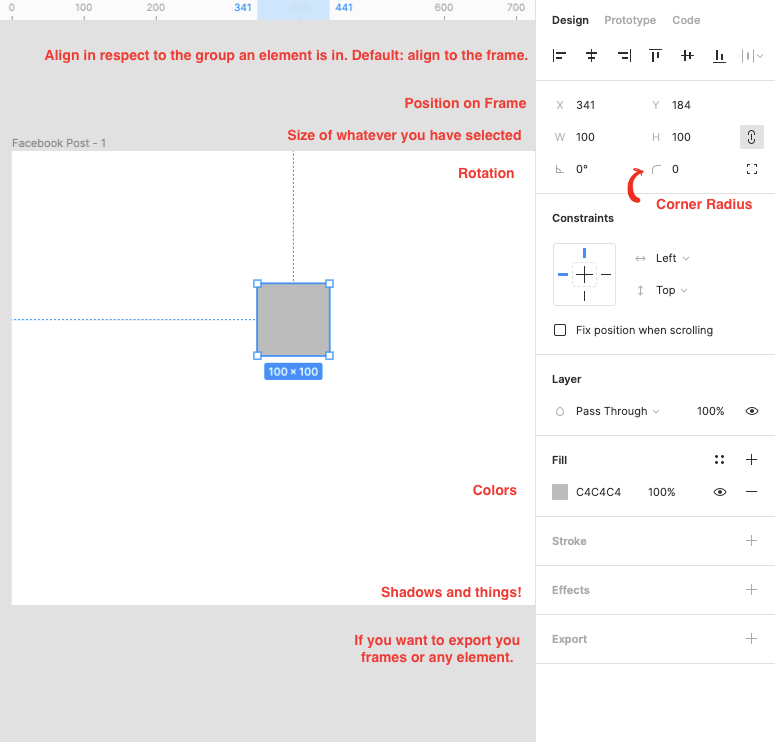 0 100 200 341 441 600 700
Design Prototype Code
Align in respect to the group an element is in. Default: align to the frame.
Position on Frame
X 341 Y 184
Size of whatever you have selected
W 100 H 100
Facebook Post - 1
Rotation
0° 0
Corner Radius
Constraints
Left
Top
Fix position when scrolling
100 × 100
Layer
Pass Through 100%
Fill
Colors
C4C4C4 100%
Stroke
Shadows and things!
Effects
If you want to export you
frames or any element.
Export